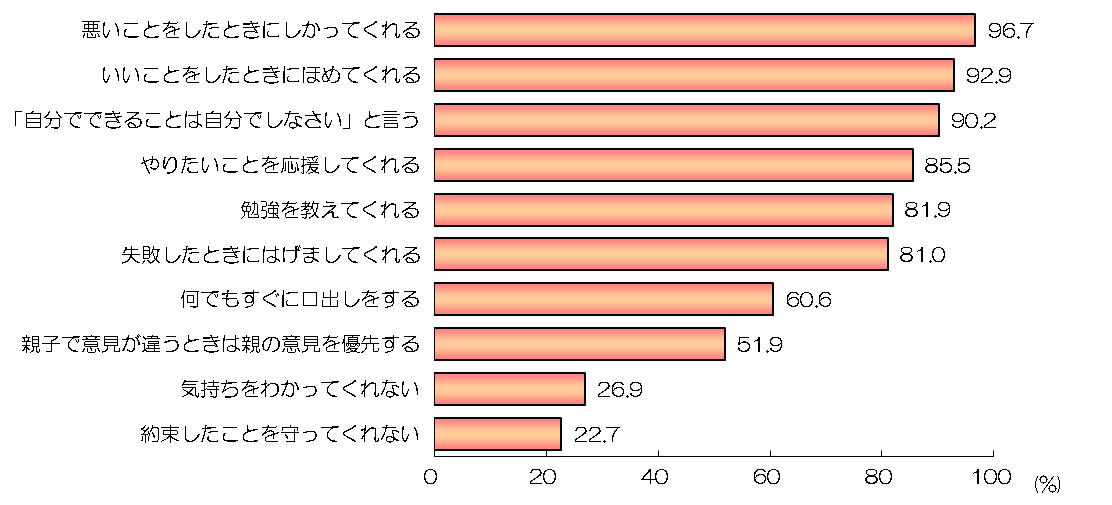 悪いことをしたときにしかってくれる 96.7
いいことをしたときにほめてくれる 92.9
「自分でできることは自分でしなさい」と言う 90.2
やりたいことを応援してくれる 85.5
勉強を教えてくれる 81.9
失敗したときにはげましてくれる 81.0
何でもすぐに口出しをする 60.6
親子で意見が違うときは親の意見を優先する 51.9
気持ちをわかってくれない 26.9
約束したことを守ってくれない 22.7
0 20 40 60 80 100 (%)